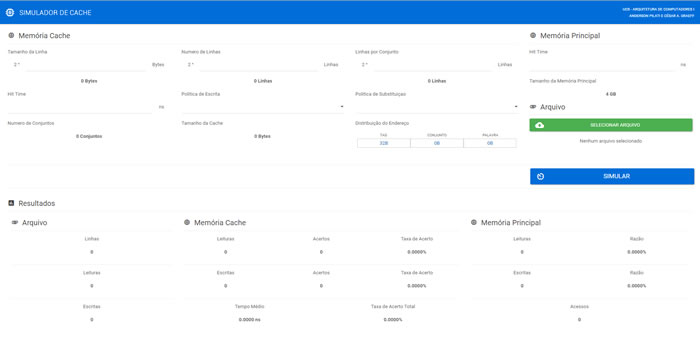 SIMULADOR DE CACHE
UCS - ARQUITETURA DE COMPUTADORES I
Memória Cache
Memória Principal
Tamanho da Linha
Numero de Linhas
Linhas por Conjunto
Hit Time
2 ^ Bytes
2 ^ Linhas
2 ^ Linhas
ns
0 Bytes
0 Linhas
0 Linhas
Tamanho da Memória Principal
4 GB
Hit Time
Política de Escrita
Política de Substituiçao
ns
Arquivo
SELECIONAR ARQUIVO
Nenhum arquivo selecionado
Numero de Conjuntos
Tamanho da Cache
Distribuição do Endereço
0 Conjuntos
0 Bytes
TAG CONJUNTO PALAVRA
32B 0B 0B
SIMULAR
Resultados
Arquivo
Memória Cache
Memória Principal
Linhas
Leituras
Acertos
Taxa de Acerto
Leituras
Razão
0
0
0
0.0000%
0
0.0000%
Leituras
Escritas
Acertos
Taxa de Acerto
Escritas
Razão
0
0
0
0.0000%
0
0.0000%
Escritas
Tempo Médio
Taxa de Acerto Total
Acessos
0
0.0000 ns
0.0000%
0